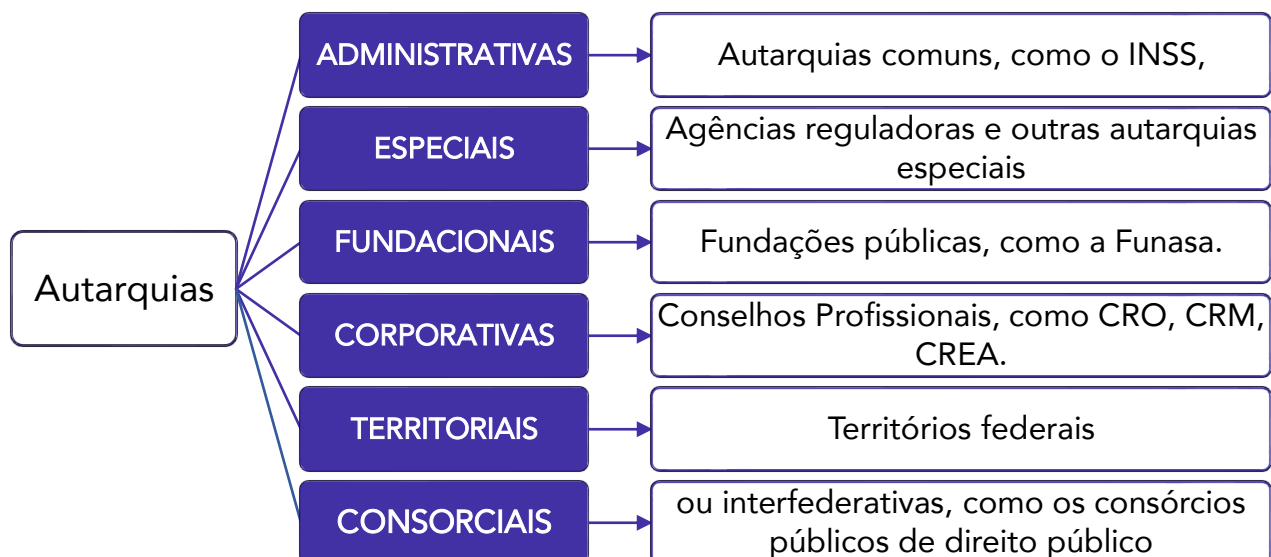 Autarquias
ADMINISTRATIVAS
Autarquias comuns, como o INSS,
ESPECIAIS
Agências reguladoras e outras autarquias
especiais
FUNDACIONAIS
Fundações públicas, como a Funasa.
CORPORATIVAS
Conselhos Profissionais, como CRO, CRM,
CREA.
TERRITORIAIS
Territórios federais
CONSORCIAIS
ou interfederativas, como os consórcios
públicos de direito público